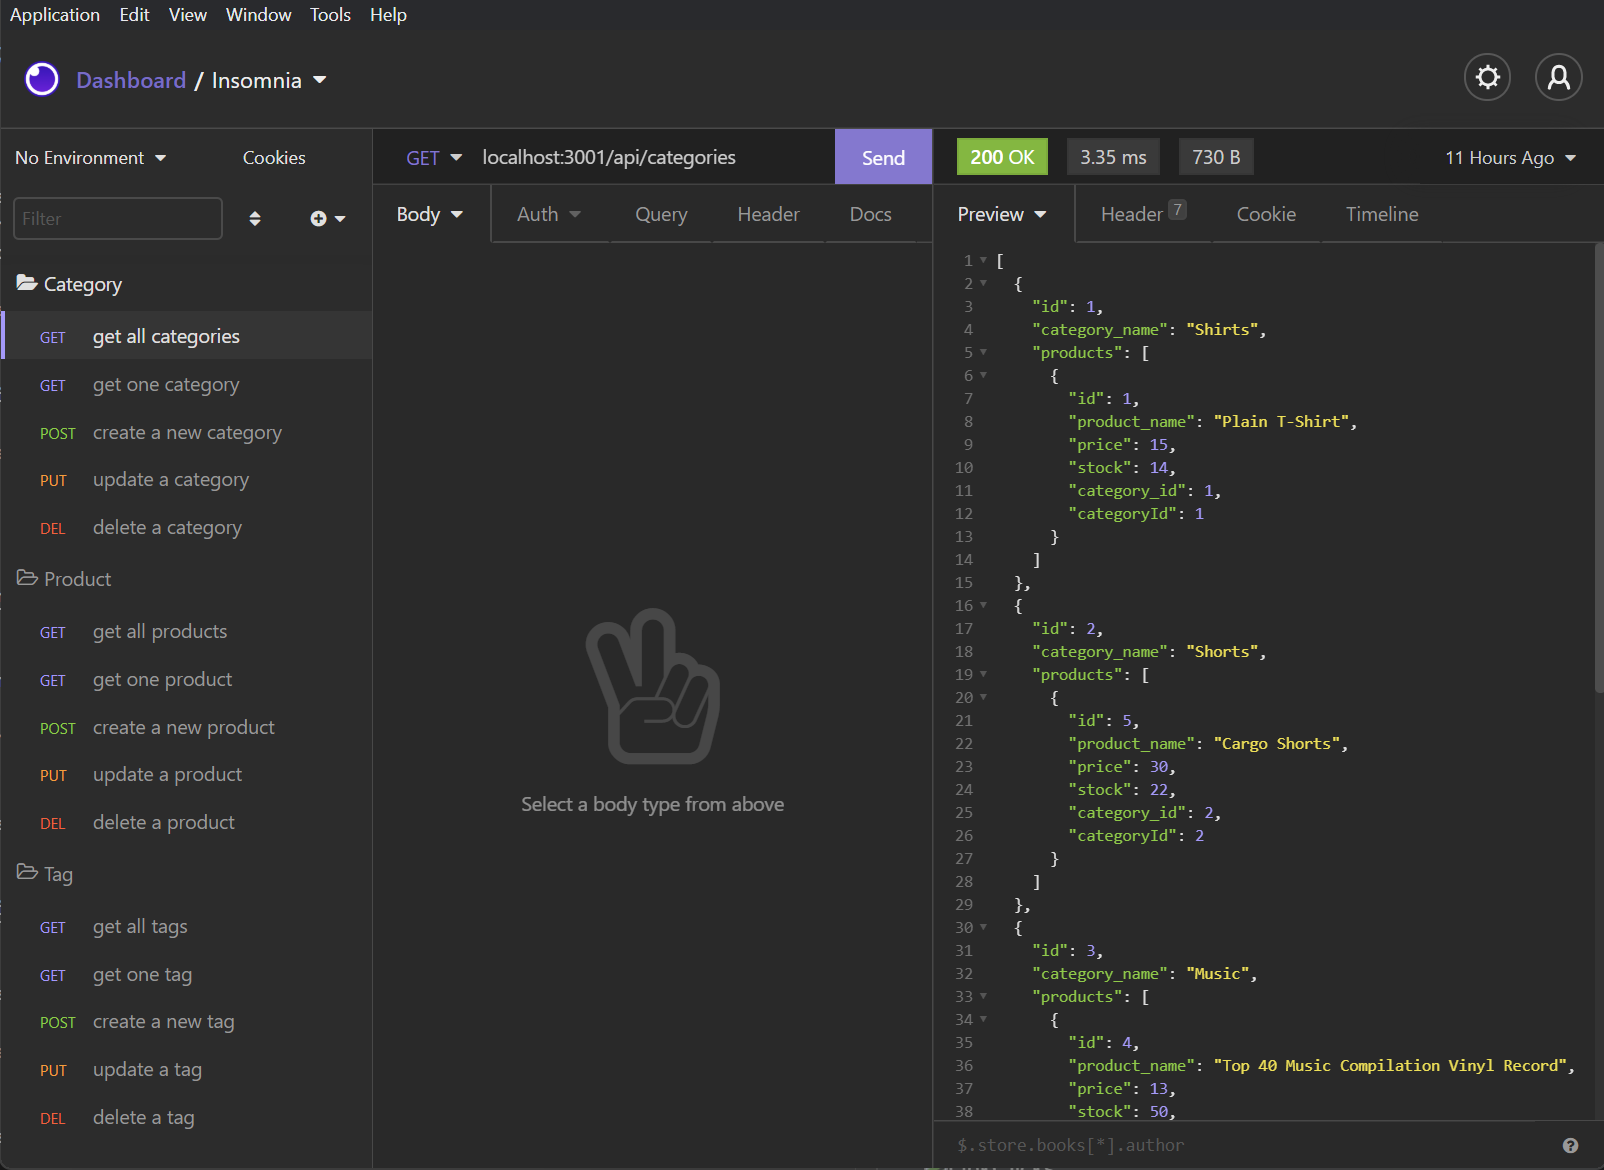 Application Edit View Window Tools Help
Dashboard / Insomnia
No Environment Cookies
Filter
Category
GET get all categories
GET get one category
POST create a new category
PUT update a category
DEL delete a category
Product
GET get all products
GET get one product
POST create a new product
PUT update a product
DEL delete a product
Tag
GET get all tags
GET get one tag
POST create a new tag
PUT update a tag
DEL delete a tag
GET localhost:3001/api/categories Send
Body Auth Query Header Docs
Select a body type from above
200 OK 3.35 ms 730 B 11 Hours Ago
Preview Header 7 Cookie Timeline
1 [
2 {
3 "id": 1,
4 "category_name": "Shirts",
5 "products": [
6 {
7 "id": 1,
8 "product_name": "Plain T-Shirt",
9 "price": 15,
10 "stock": 14,
11 "category_id": 1,
12 "categoryId": 1
13 }
14 ]
15 },
16 {
17 "id": 2,
18 "category_name": "Shorts",
19 "products": [
20 {
21 "id": 5,
22 "product_name": "Cargo Shorts",
23 "price": 30,
24 "stock": 22,
25 "category_id": 2,
26 "categoryId": 2
27 }
28 ]
29 },
30 {
31 "id": 3,
32 "category_name": "Music",
33 "products": [
34 {
35 "id": 4,
36 "product_name": "Top 40 Music Compilation Vinyl Record",
37 "price": 13,
38 "stock": 50,
$.store.books[*].author ?